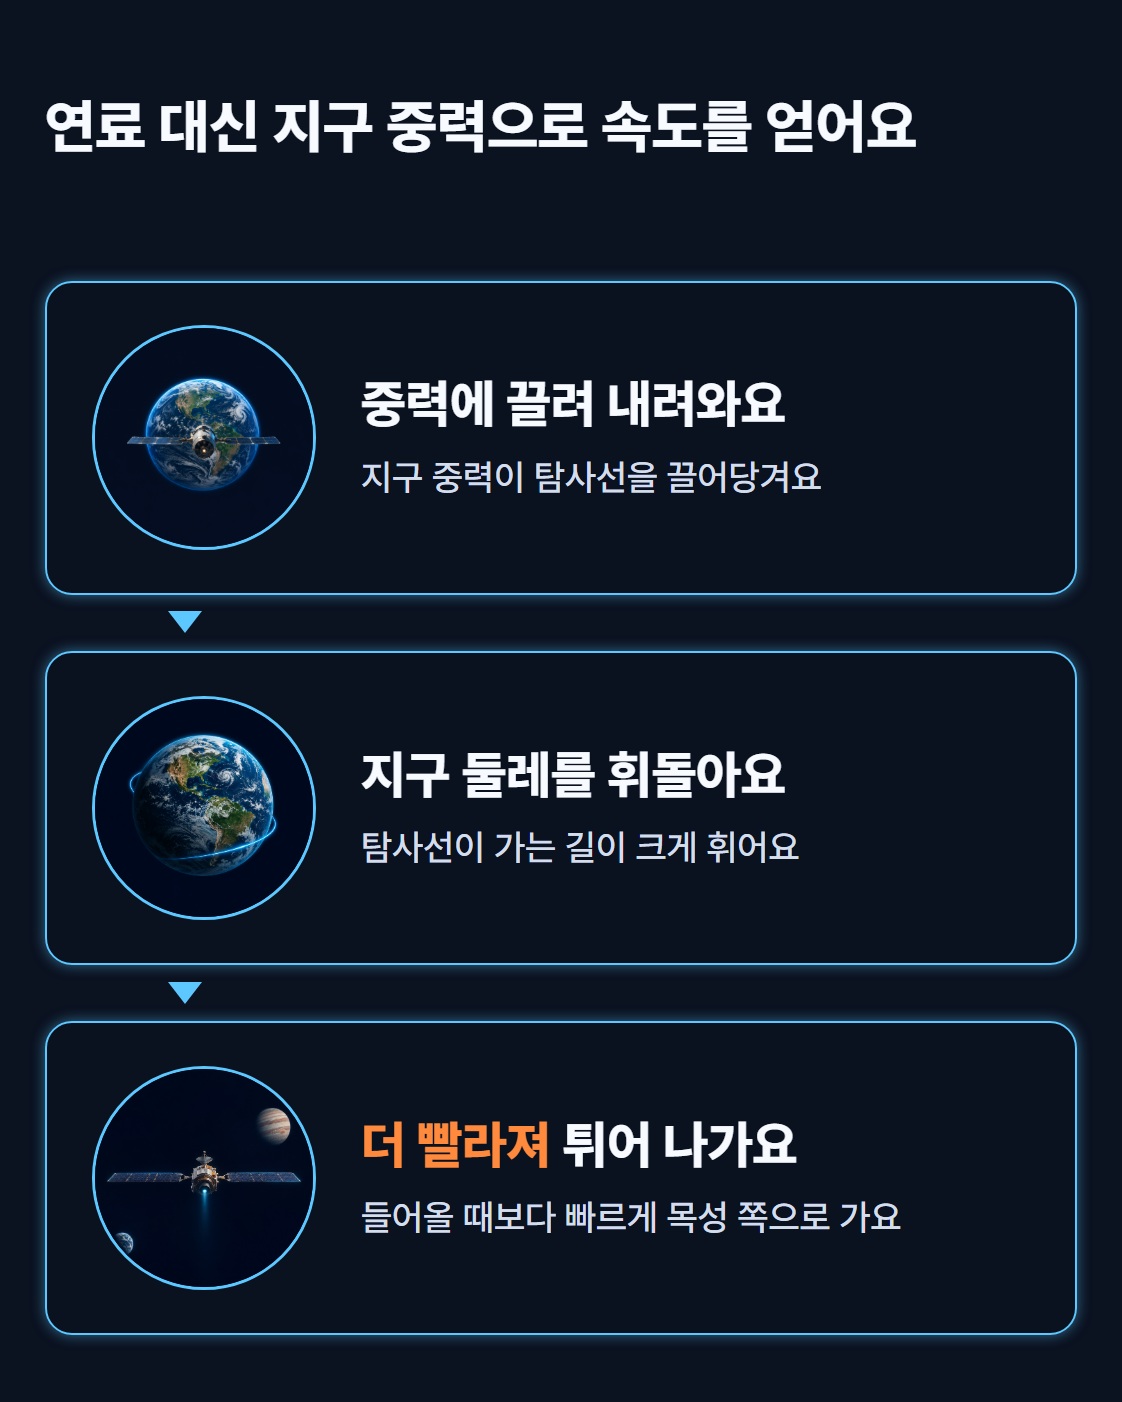 연료 대신 지구 중력으로 속도를 얻어요
중력에 끌려 내려와요
지구 중력이 탐사선을 끌어당겨요
지구 둘레를 휘돌아요
탐사선이 가는 길이 크게 휘어요
더 빨라져 튀어 나가요
들어올 때보다 빠르게 목성 쪽으로 가요